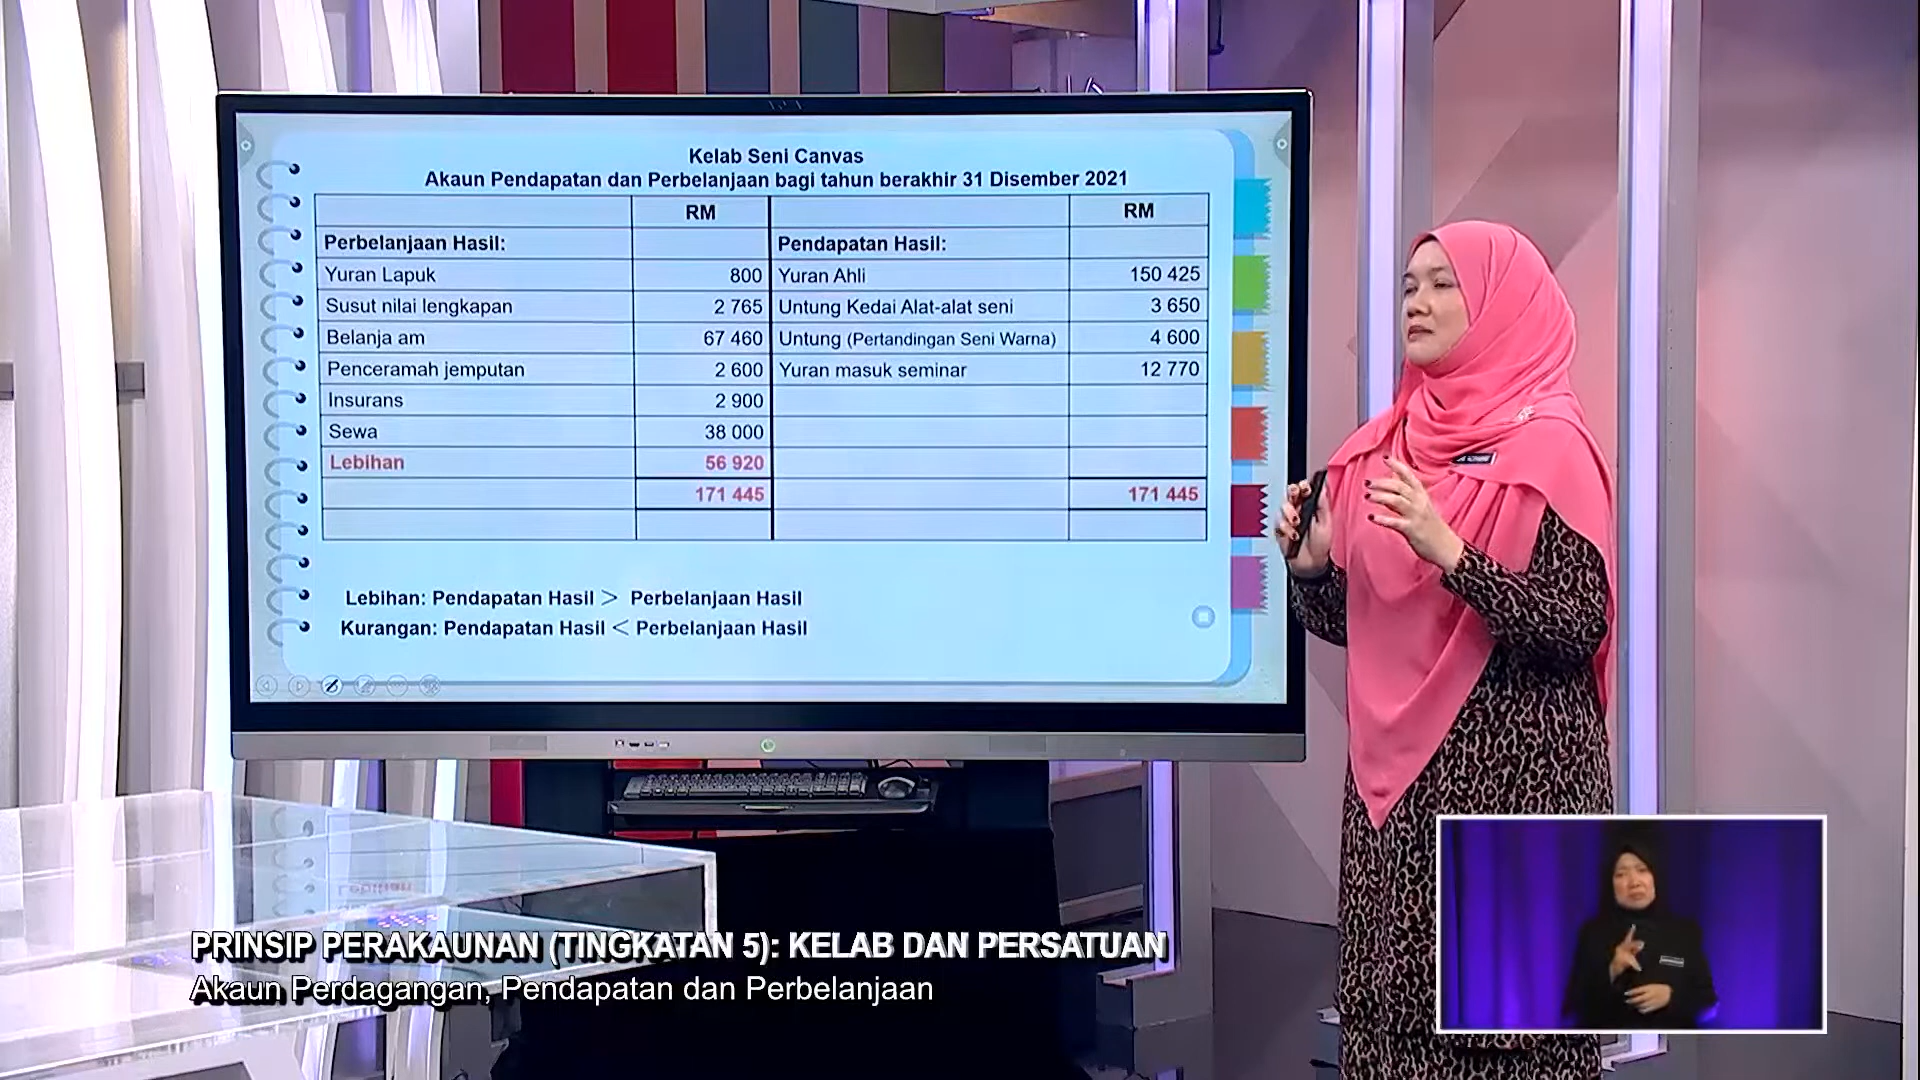 Kelab Seni Canvas
Akaun Pendapatan dan Perbelanjaan bagi tahun berakhir 31 Disember 2021
RM RM
Perbelanjaan Hasil: Pendapatan Hasil:
Yuran Lapuk 800 Yuran Ahli 150 425
Susut nilai lengkapan 2 765 Untung Kedai Alat-alat seni 3 650
Belanja am 67 460 Untung (Pertandingan Seni Warna) 4 600
Penceramah jemputan 2 600 Yuran masuk seminar 12 770
Insurans 2 900
Sewa 38 000
Lebihan 56 920
171 445 171 445
Lebihan: Pendapatan Hasil > Perbelanjaan Hasil
Kurangan: Pendapatan Hasil < Perbelanjaan Hasil
PRINSIP PERAKAUNAN (TINGKATAN 5): KELAB DAN PERSATUAN
Akaun Perdagangan, Pendapatan dan Perbelanjaan